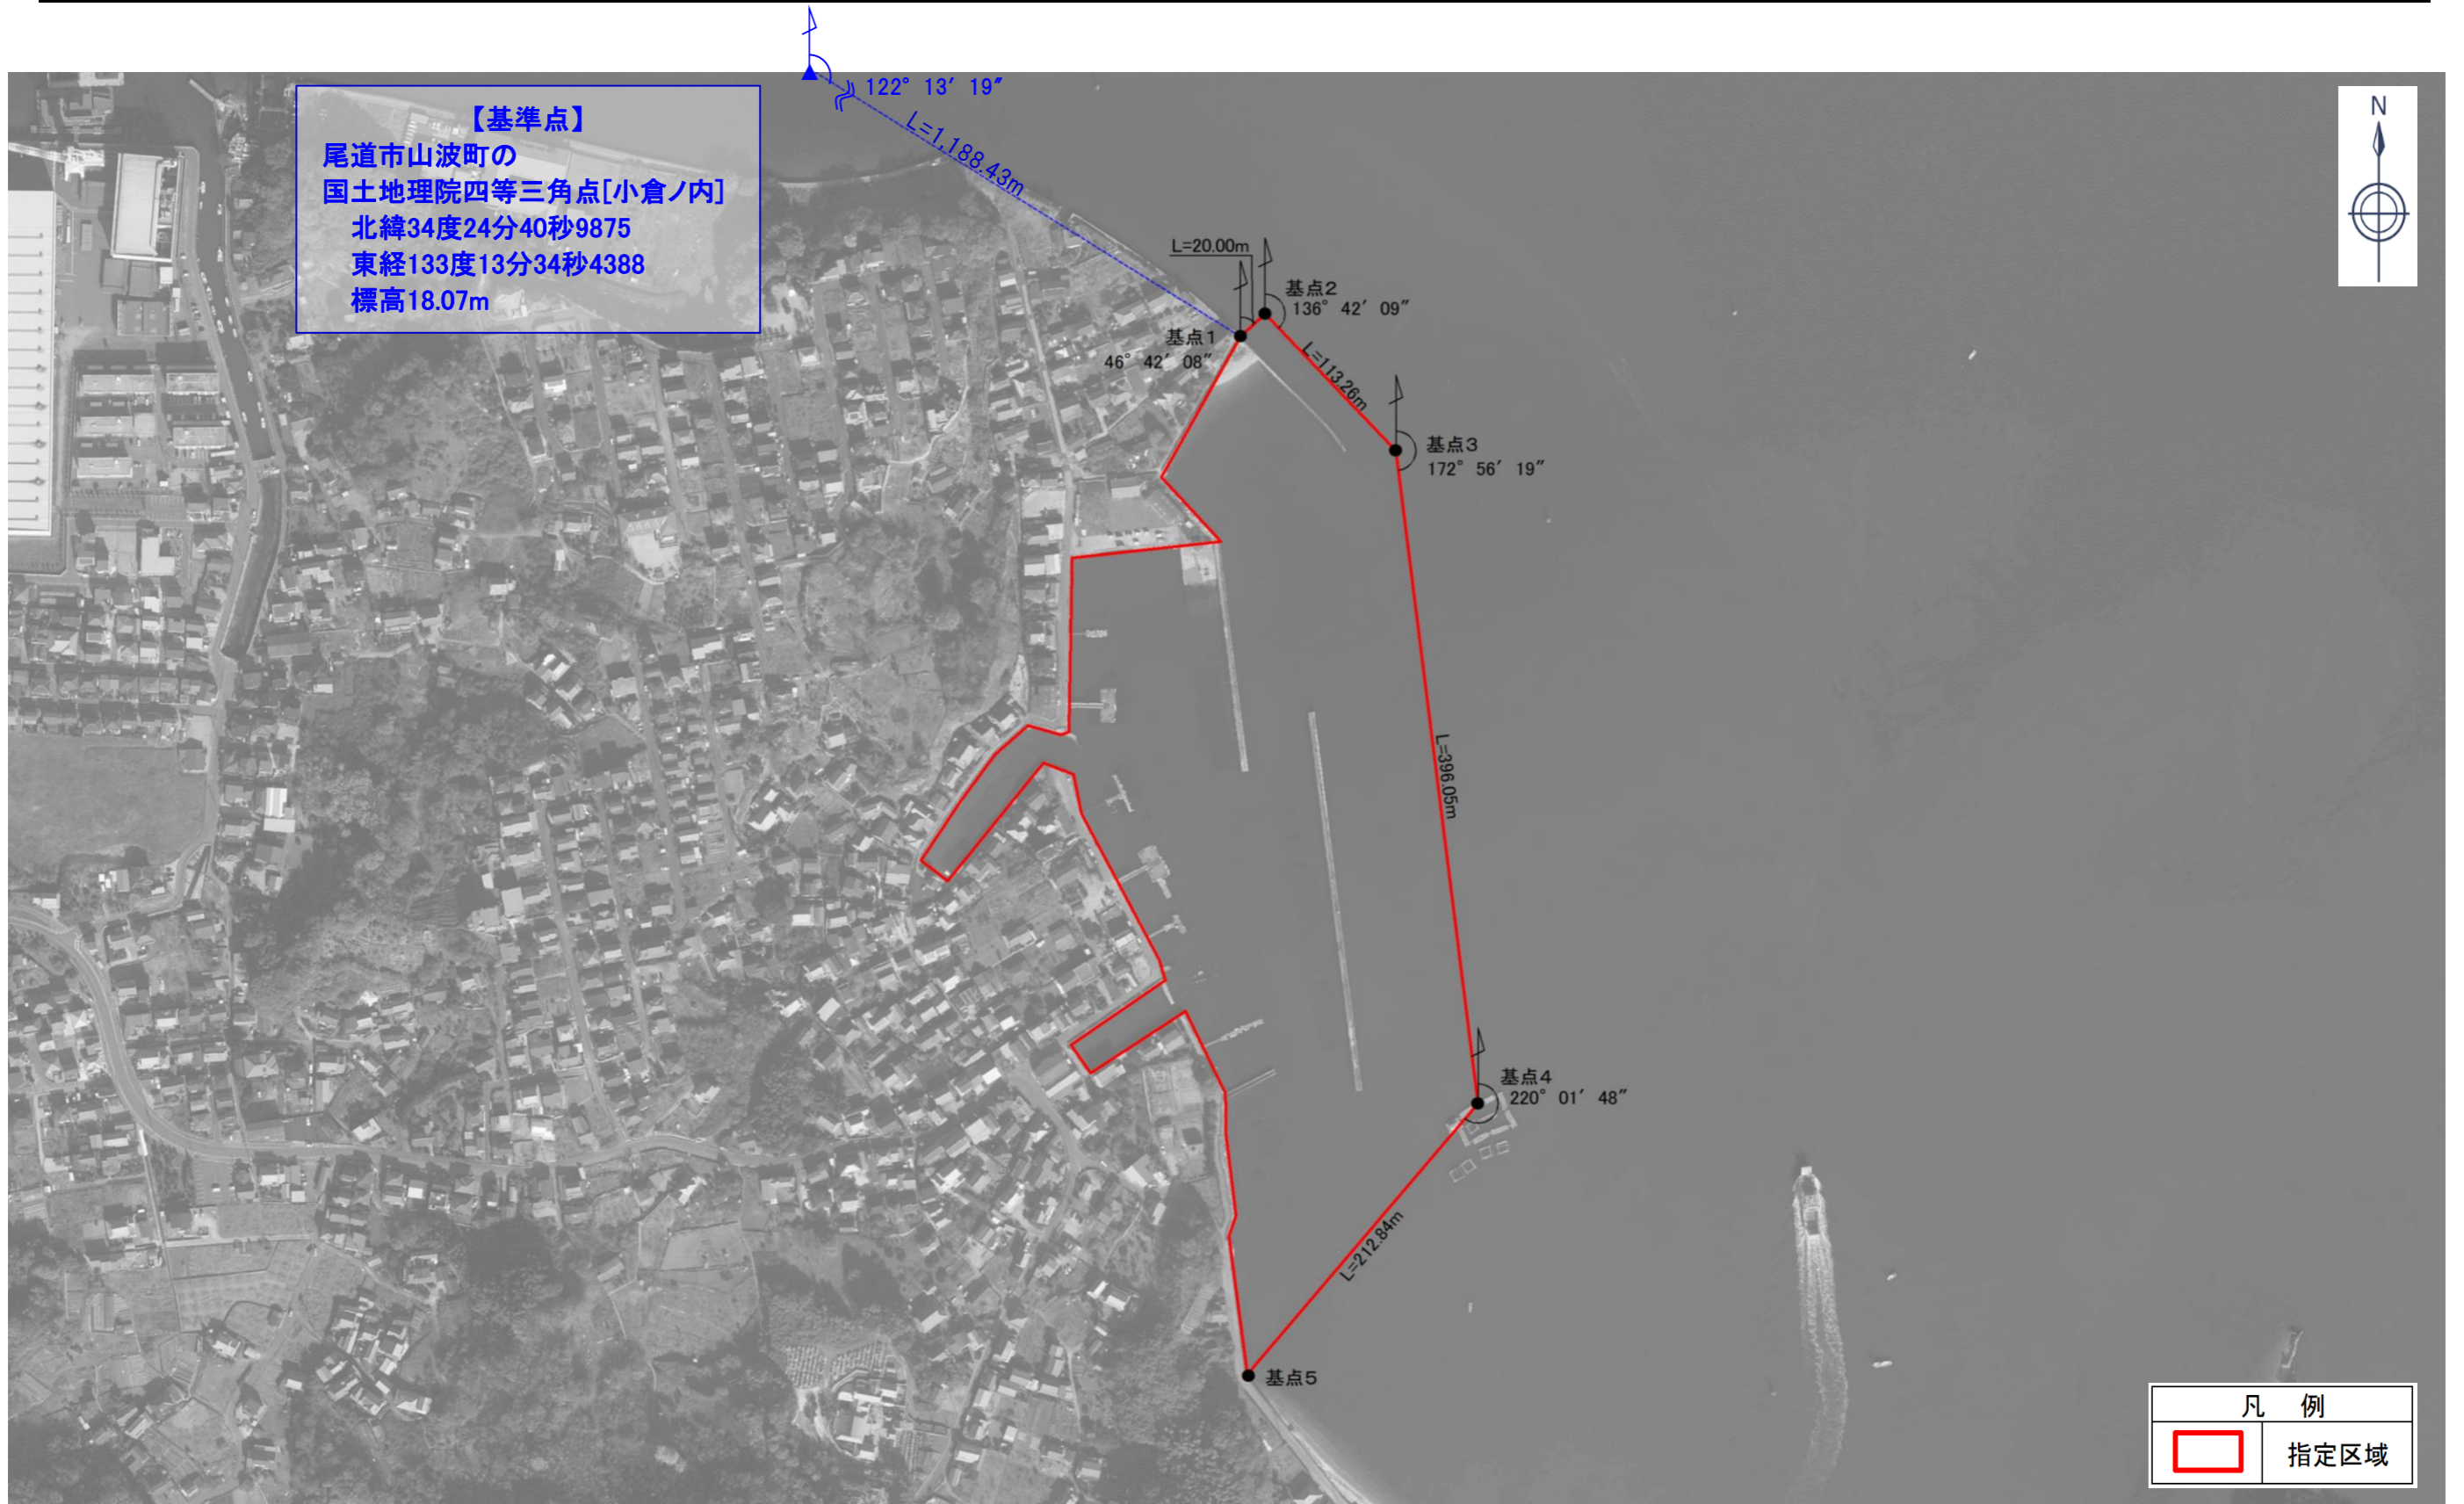 122° 13′ 19″
【基準点】
尾道市山波町の
国土地理院四等三角点[小倉ノ内]
北緯34度24分40秒9875
東経133度13分34秒4388
標高18.07m
L=1,188.43m
N
L=20.00m
基点2
136° 42′ 09″
基点1
46° 42′ 08″
L=113.26m
基点3
172° 56′ 19″
L=396.05m
基点4
220° 01′ 48″
L=212.84m
基点5
凡 例
指定区域